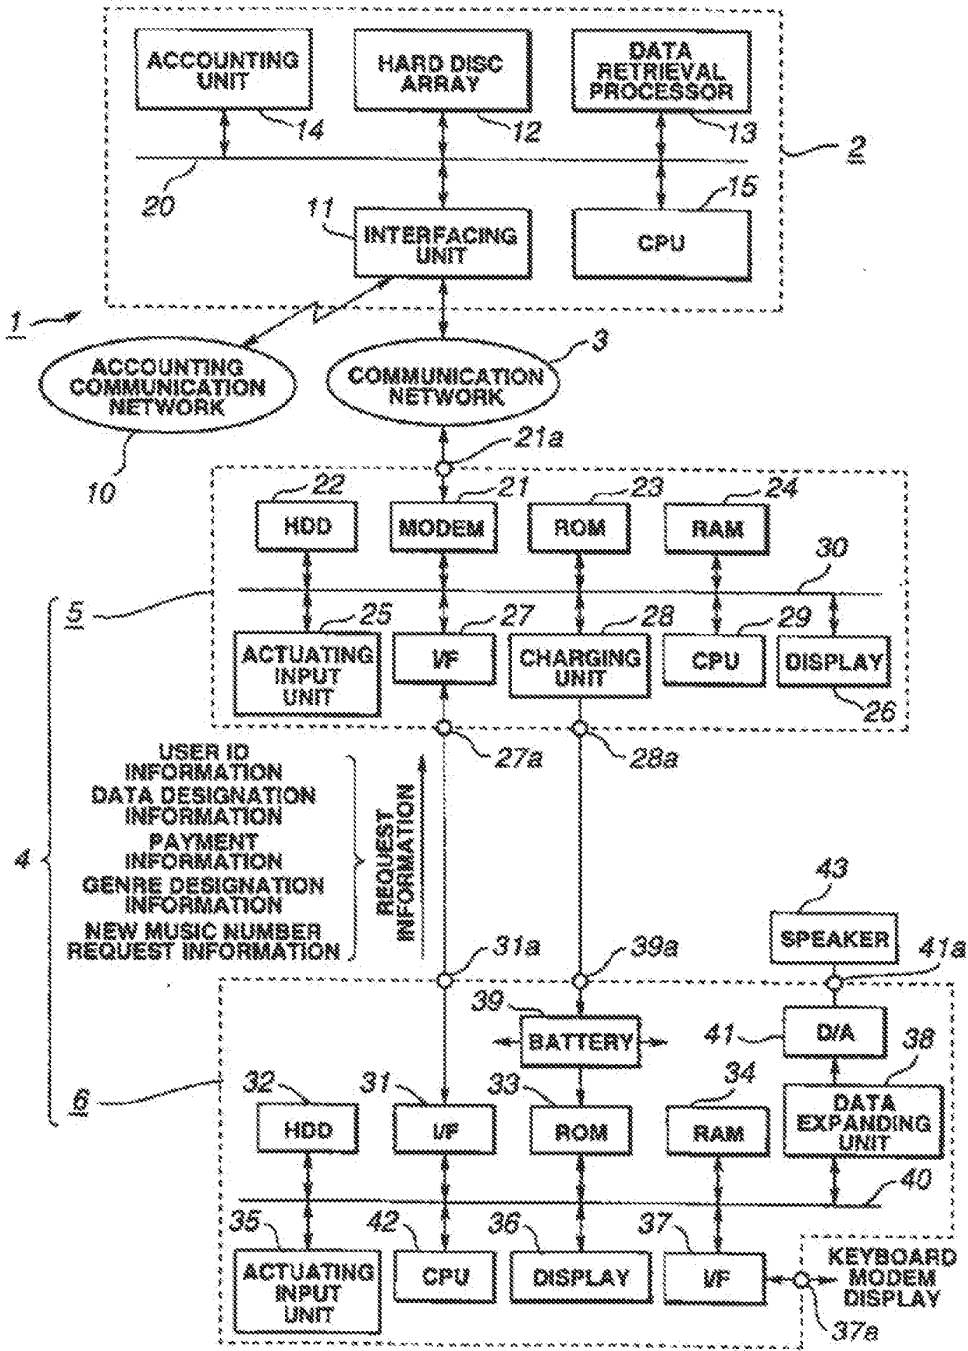 ACCOUNTING
UNIT
14
HARD DISC
ARRAY
12
DATA
RETRIEVAL
PROCESSOR
13
2
20
11
INTERFACING
UNIT
15
CPU
1
ACCOUNTING
COMMUNICATION
NETWORK
10
3
COMMUNICATION
NETWORK
21a
22
HDD
21
MODEM
23
ROM
24
RAM
30
5
25
ACTUATING
INPUT
UNIT
27
I/F
28
CHARGING
UNIT
29
CPU
DISPLAY
26
27a
28a
4
USER ID
INFORMATION
DATA DESIGNATION
INFORMATION
PAYMENT
INFORMATION
GENRE DESIGNATION
INFORMATION
NEW MUSIC NUMBER
REQUEST INFORMATION
REQUEST
INFORMATION
43
SPEAKER
31a
39a
41a
39
BATTERY
41
D/A
38
DATA
EXPANDING
UNIT
6
32
HDD
31
I/F
33
ROM
34
RAM
40
35
ACTUATING
INPUT
UNIT
42
CPU
36
DISPLAY
37
I/F
KEYBOARD
MODEM
DISPLAY
37a